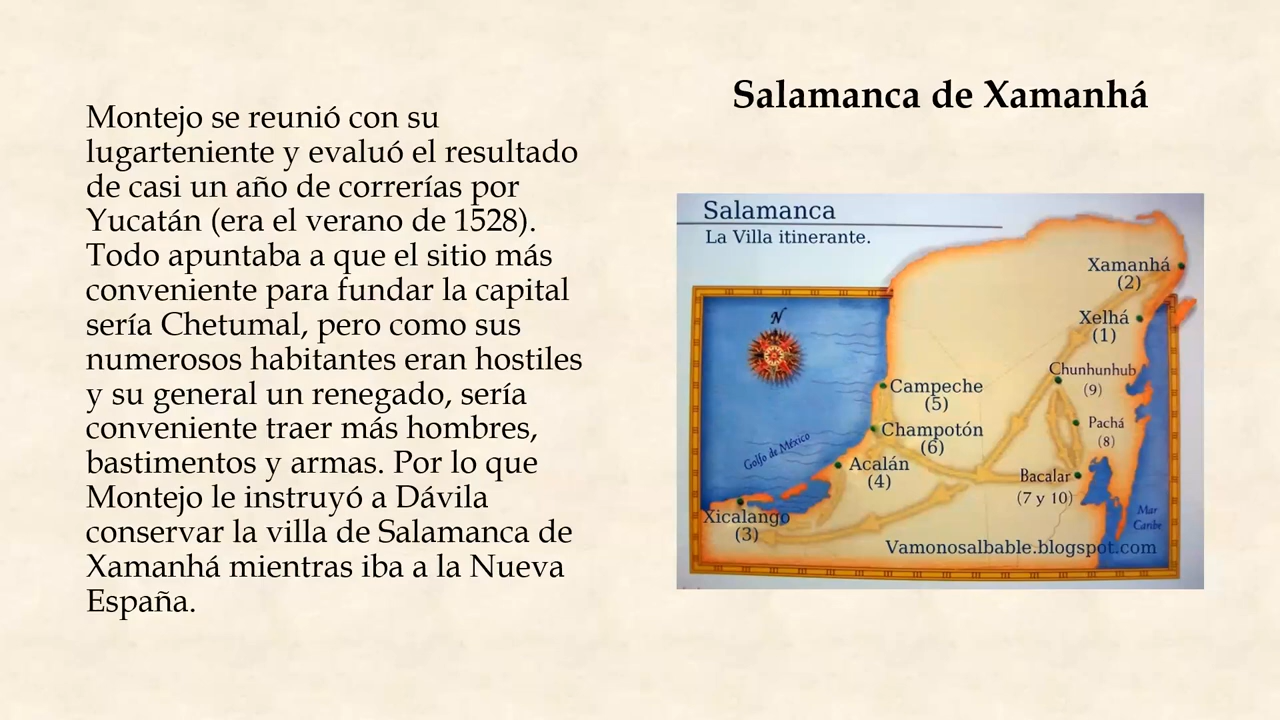 Salamanca de Xamanhá
Montejo se reunió con su
lugarteniente y evaluó el resultado
de casi un año de correrías por
Yucatán (era el verano de 1528).
Todo apuntaba a que el sitio más
conveniente para fundar la capital
sería Chetumal, pero como sus
numerosos habitantes eran hostiles
y su general un renegado, sería
conveniente traer más hombres,
bastimentos y armas. Por lo que
Montejo le instruyó a Dávila
conservar la villa de Salamanca de
Xamanhá mientras iba a la Nueva
España.
Salamanca
La Villa itinerante.
N
Xamanhá
(2)
Xelhá
(1)
Chunhunhub
(9)
Campeche
(5)
Pachá
(8)
Champotón
(6)
Golfo de México
Acalán
(4)
Bacalar
(7 y 10)
Xicalango
(3)
Mar
Caribe
Vamonosalbable.blogspot.com